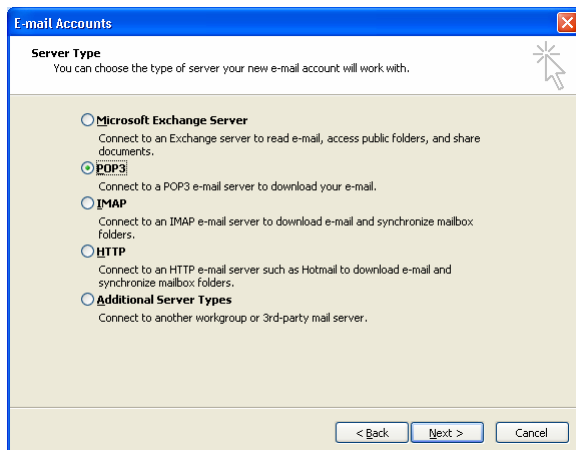 E-mail Accounts
Server Type
You can choose the type of server your new e-mail account will work with.
Microsoft Exchange Server
Connect to an Exchange server to read e-mail, access public folders, and share
documents.
POP3
Connect to a POP3 e-mail server to download your e-mail.
IMAP
Connect to an IMAP e-mail server to download e-mail and synchronize mailbox
folders.
HTTP
Connect to an HTTP e-mail server such as Hotmail to download e-mail and
synchronize mailbox folders.
Additional Server Types
Connect to another workgroup or 3rd-party mail server.
< Back Next > Cancel